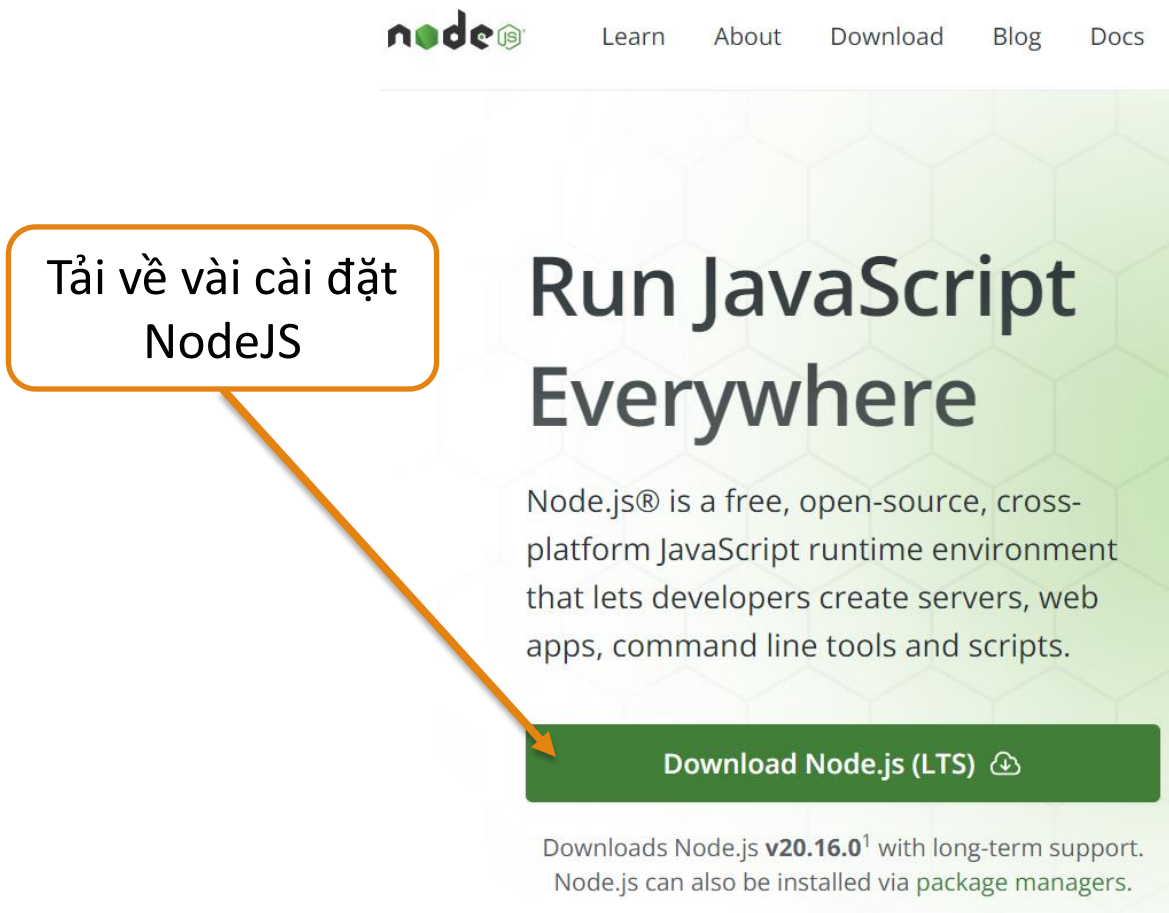 node JS
Learn About Download Blog Docs
Tải về vài cài đặt
NodeJS
Run JavaScript
Everywhere
Node.js® is a free, open-source, cross-
platform JavaScript runtime environment
that lets developers create servers, web
apps, command line tools and scripts.
Download Node.js (LTS)
Downloads Node.js v20.16.0¹ with long-term support.
Node.js can also be installed via package managers.